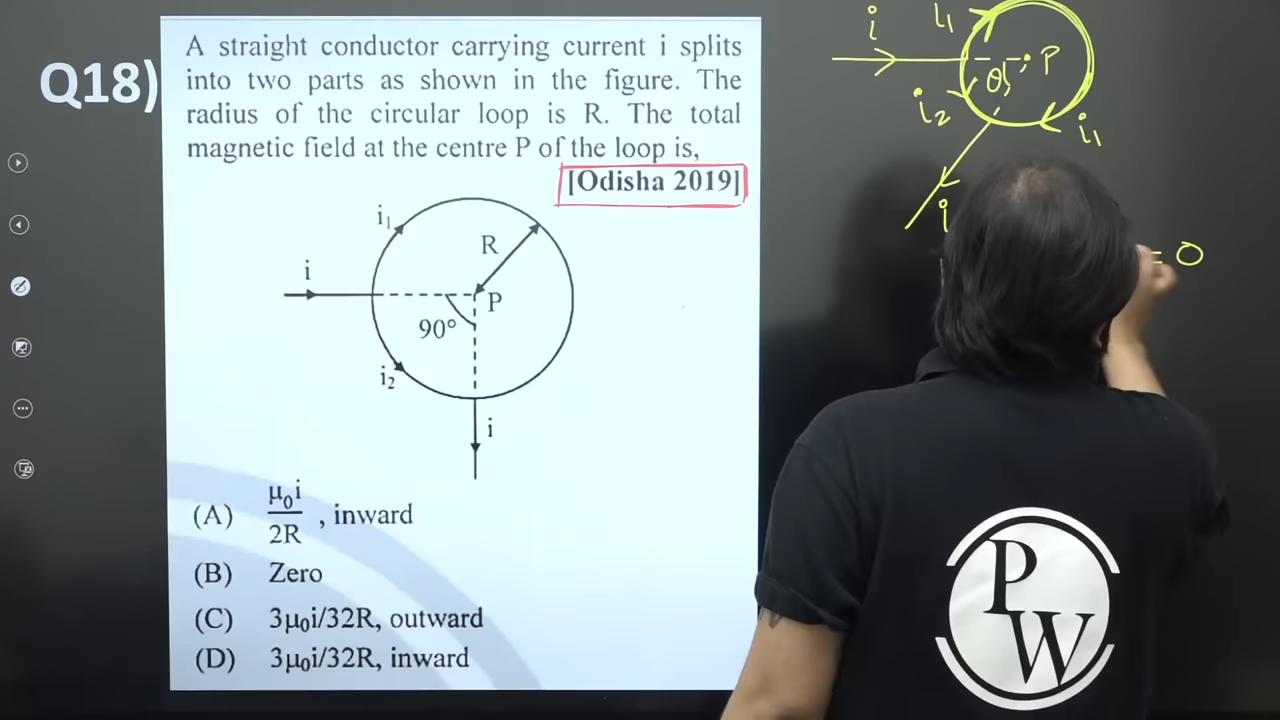 Q18)
A straight conductor carrying current i splits
into two parts as shown in the figure. The
radius of the circular loop is R. The total
magnetic field at the centre P of the loop is,
[Odisha 2019]
i₁
R
i
P
90°
i₂
i
(A) μ₀i/2R , inward
(B) Zero
(C) 3μ₀i/32R, outward
(D) 3μ₀i/32R, inward
i
i₁
P
θ
i₂
i₁
i
= 0
P
W